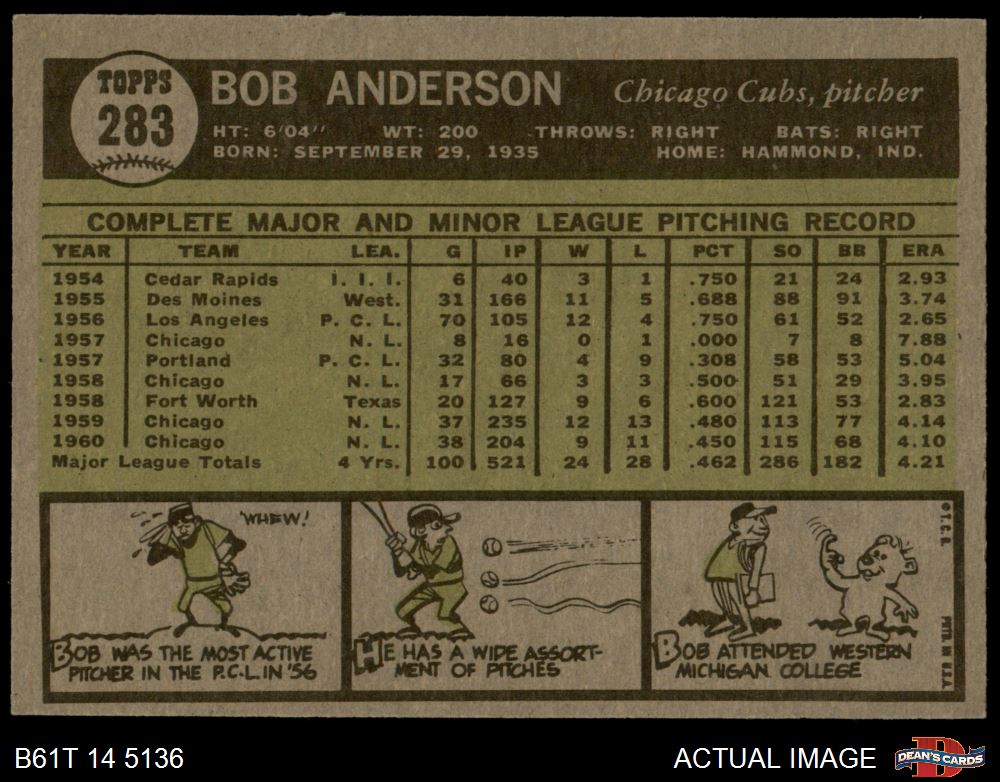 TOPPS
283
BOB ANDERSON Chicago Cubs, pitcher
HT: 6'04" WT: 200 THROWS: RIGHT BATS: RIGHT
BORN: SEPTEMBER 29, 1935 HOME: HAMMOND, IND.
COMPLETE MAJOR AND MINOR LEAGUE PITCHING RECORD
YEAR TEAM LEA. G IP W L PCT SO BB ERA
1954 Cedar Rapids I. I. I. 6 40 3 1 .750 21 24 2.93
1955 Des Moines West. 31 166 11 5 .688 88 91 3.74
1956 Los Angeles P. C. L. 70 105 12 4 .750 61 52 2.65
1957 Chicago N. L. 8 16 0 1 .000 7 8 7.88
1957 Portland P. C. L. 32 80 4 9 .308 58 53 5.04
1958 Chicago N. L. 17 66 3 3 .500 51 29 3.95
1958 Fort Worth Texas 20 127 9 6 .600 121 53 2.83
1959 Chicago N. L. 37 235 12 13 .480 113 77 4.14
1960 Chicago N. L. 38 204 9 11 .450 115 68 4.10
Major League Totals 4 Yrs. 100 521 24 28 .462 286 182 4.21
'WHEW!
BOB WAS THE MOST ACTIVE
PITCHER IN THE P.C.L. IN '56
HE HAS A WIDE ASSORT-
MENT OF PITCHES
BOB ATTENDED WESTERN
MICHIGAN COLLEGE
© T. C. G.
PRTD. IN U.S.A.
B61T 14 5136 ACTUAL IMAGE
D
DEAN'S CARDS